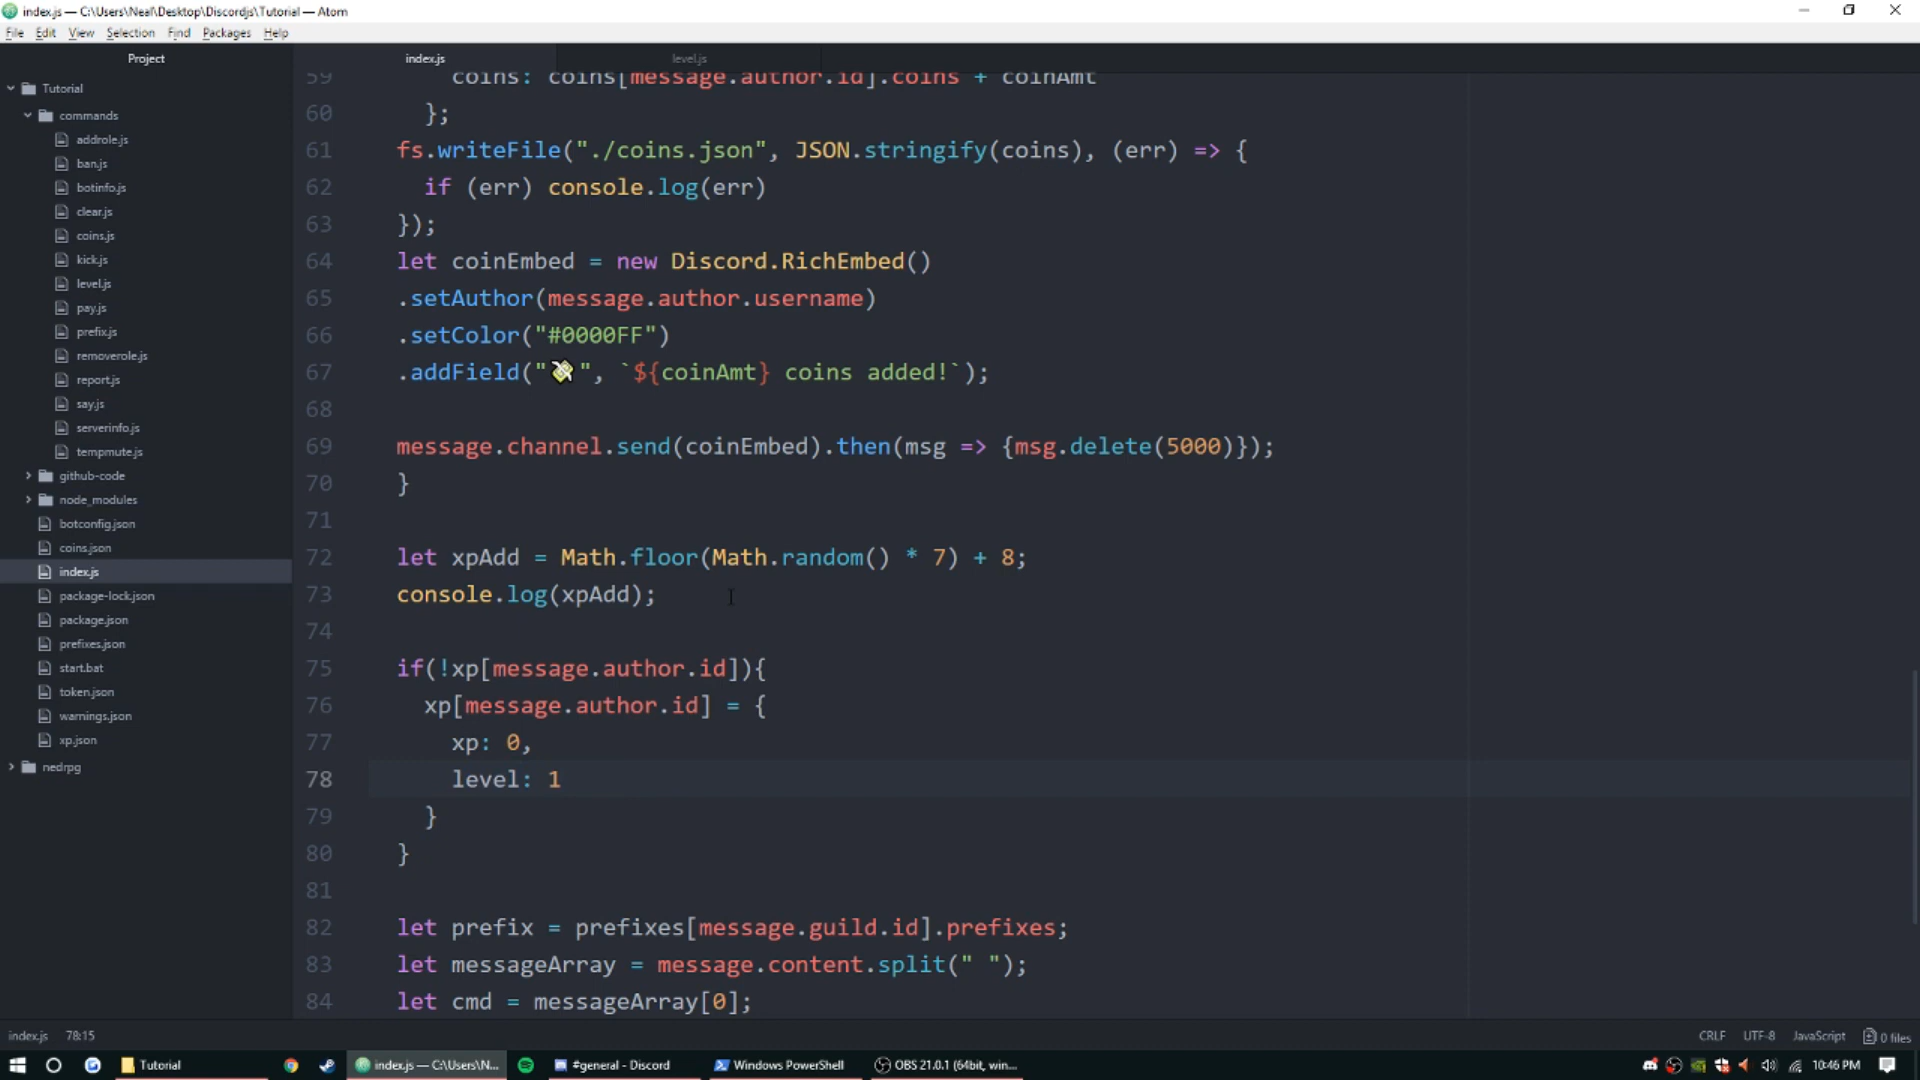 index.js — C:\Users\Neal\Desktop\Discordjs\Tutorial — Atom
File Edit View Selection Find Packages Help
Project
index.js
level.js
Tutorial
commands
addrole.js
ban.js
botinfo.js
clear.js
coins.js
kick.js
level.js
pay.js
prefix.js
removerole.js
report.js
say.js
serverinfo.js
tempmute.js
github-code
node_modules
botconfig.json
coins.json
index.js
package-lock.json
package.json
prefixes.json
start.bat
token.json
warnings.json
xp.json
nedrpg
59 coins: coins[message.author.id].coins + coinAmt
60 };
61 fs.writeFile("./coins.json", JSON.stringify(coins), (err) => {
62 if (err) console.log(err)
63 });
64 let coinEmbed = new Discord.RichEmbed()
65 .setAuthor(message.author.username)
66 .setColor("#0000FF")
67 .addField("💸", `${coinAmt} coins added!`);
68
69 message.channel.send(coinEmbed).then(msg => {msg.delete(5000)});
70 }
71
72 let xpAdd = Math.floor(Math.random() * 7) + 8;
73 console.log(xpAdd);
74
75 if(!xp[message.author.id]){
76 xp[message.author.id] = {
77 xp: 0,
78 level: 1
79 }
80 }
81
82 let prefix = prefixes[message.guild.id].prefixes;
83 let messageArray = message.content.split(" ");
84 let cmd = messageArray[0];
index.js 78:15
CRLF UTF-8 JavaScript 0 files
Tutorial
index.js — C:\Users\N...
#general - Discord
Windows PowerShell
OBS 21.0.1 (64bit, win...
10:46 PM